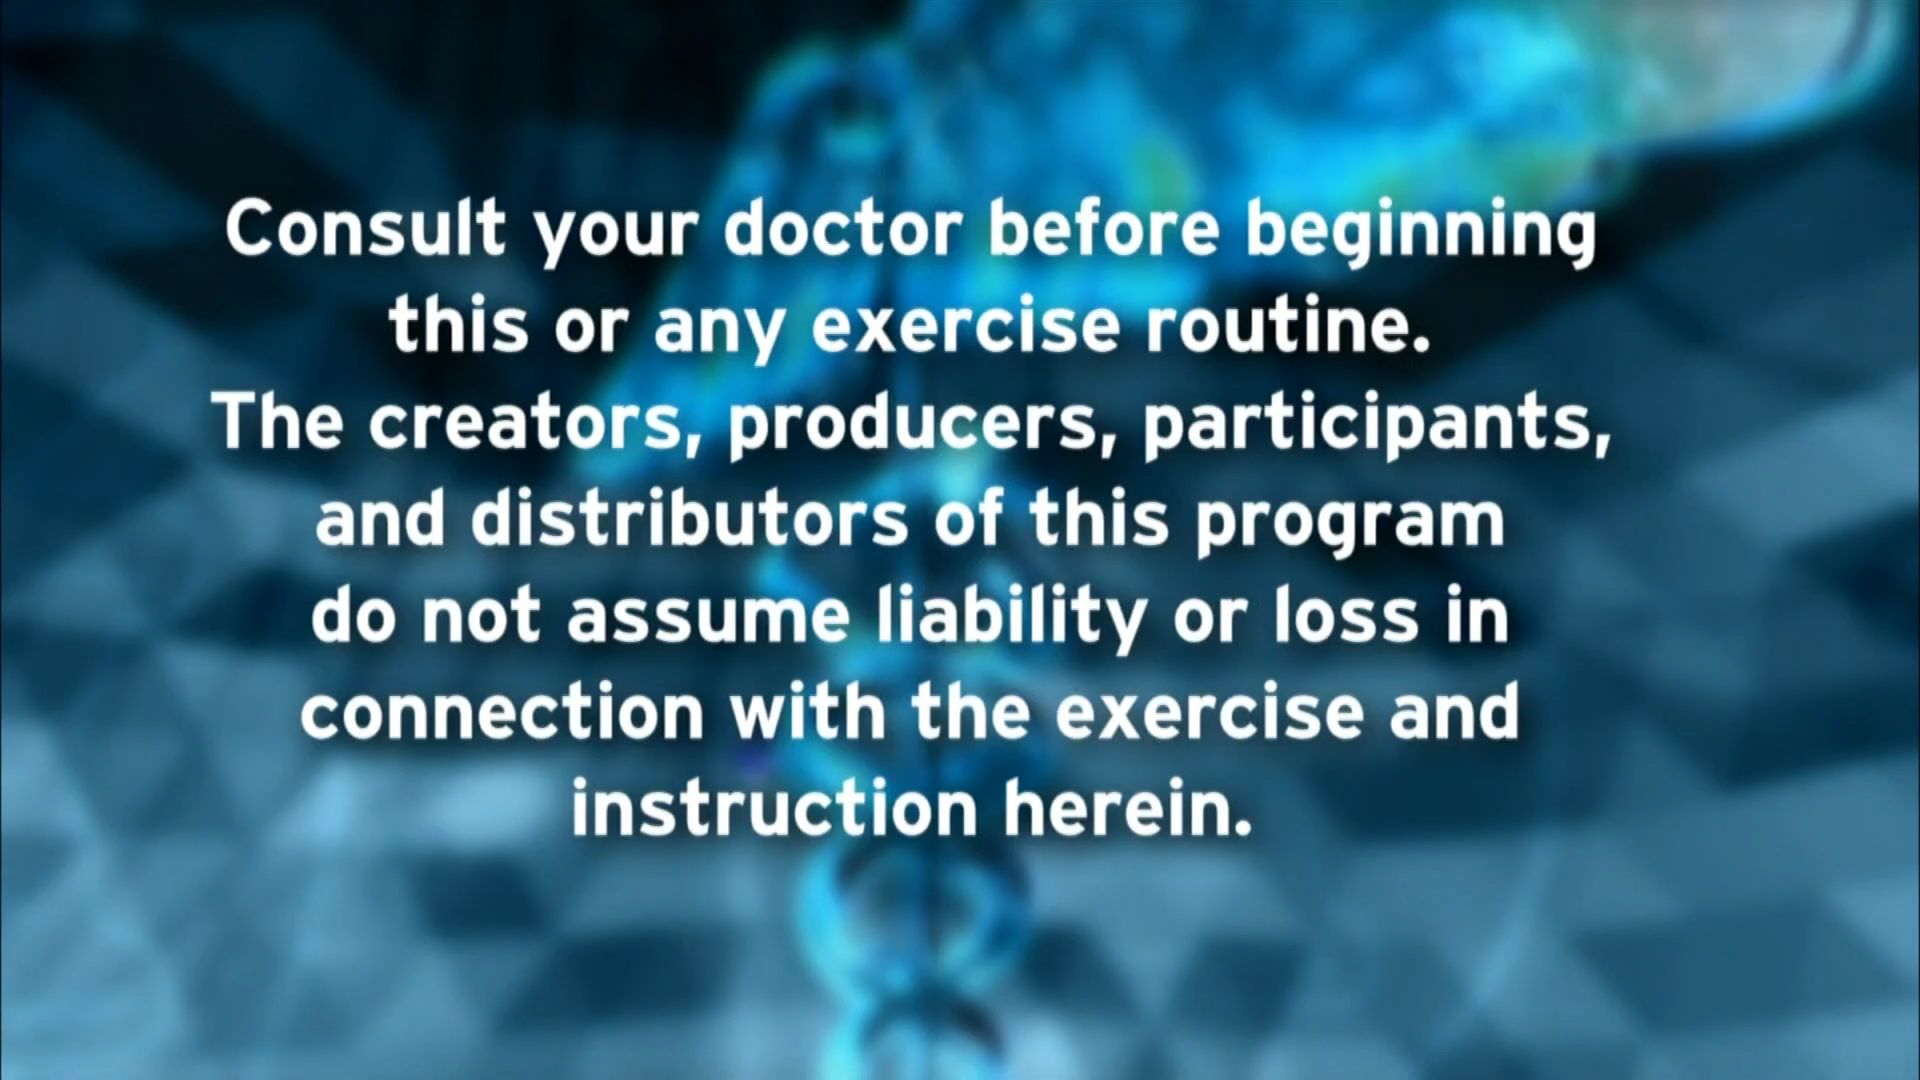 Consult your doctor before beginning
this or any exercise routine.
The creators, producers, participants,
and distributors of this program
do not assume liability or loss in
connection with the exercise and
instruction herein.